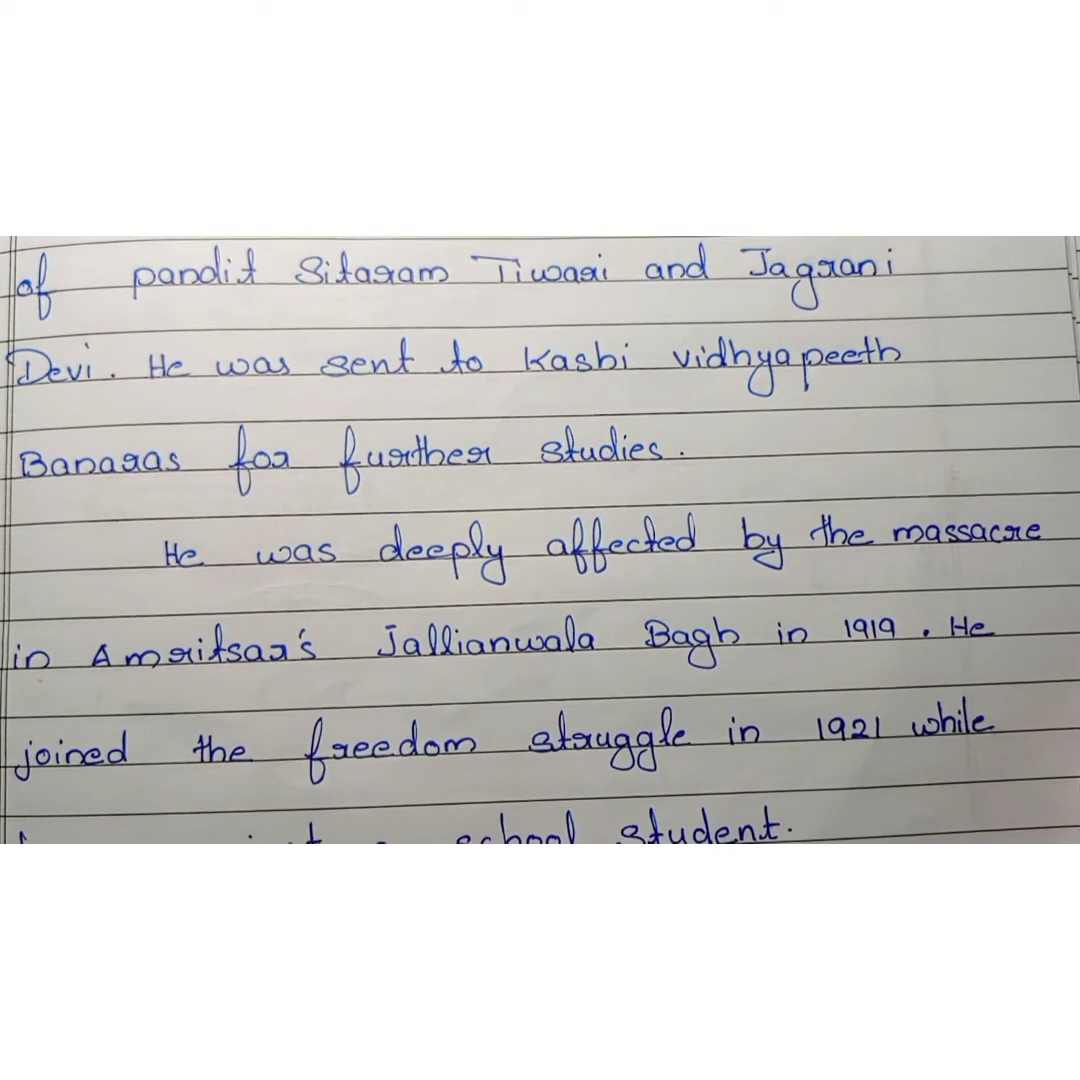 of pandit Sitaram Tiwari and Jagrani
Devi. He was sent to Kashi vidhyapeeth
Banaras for further studies.
He was deeply affected by the massacre
in Amritsar's Jallianwala Bagh in 1919. He
joined the freedom struggle in 1921 while
school student.